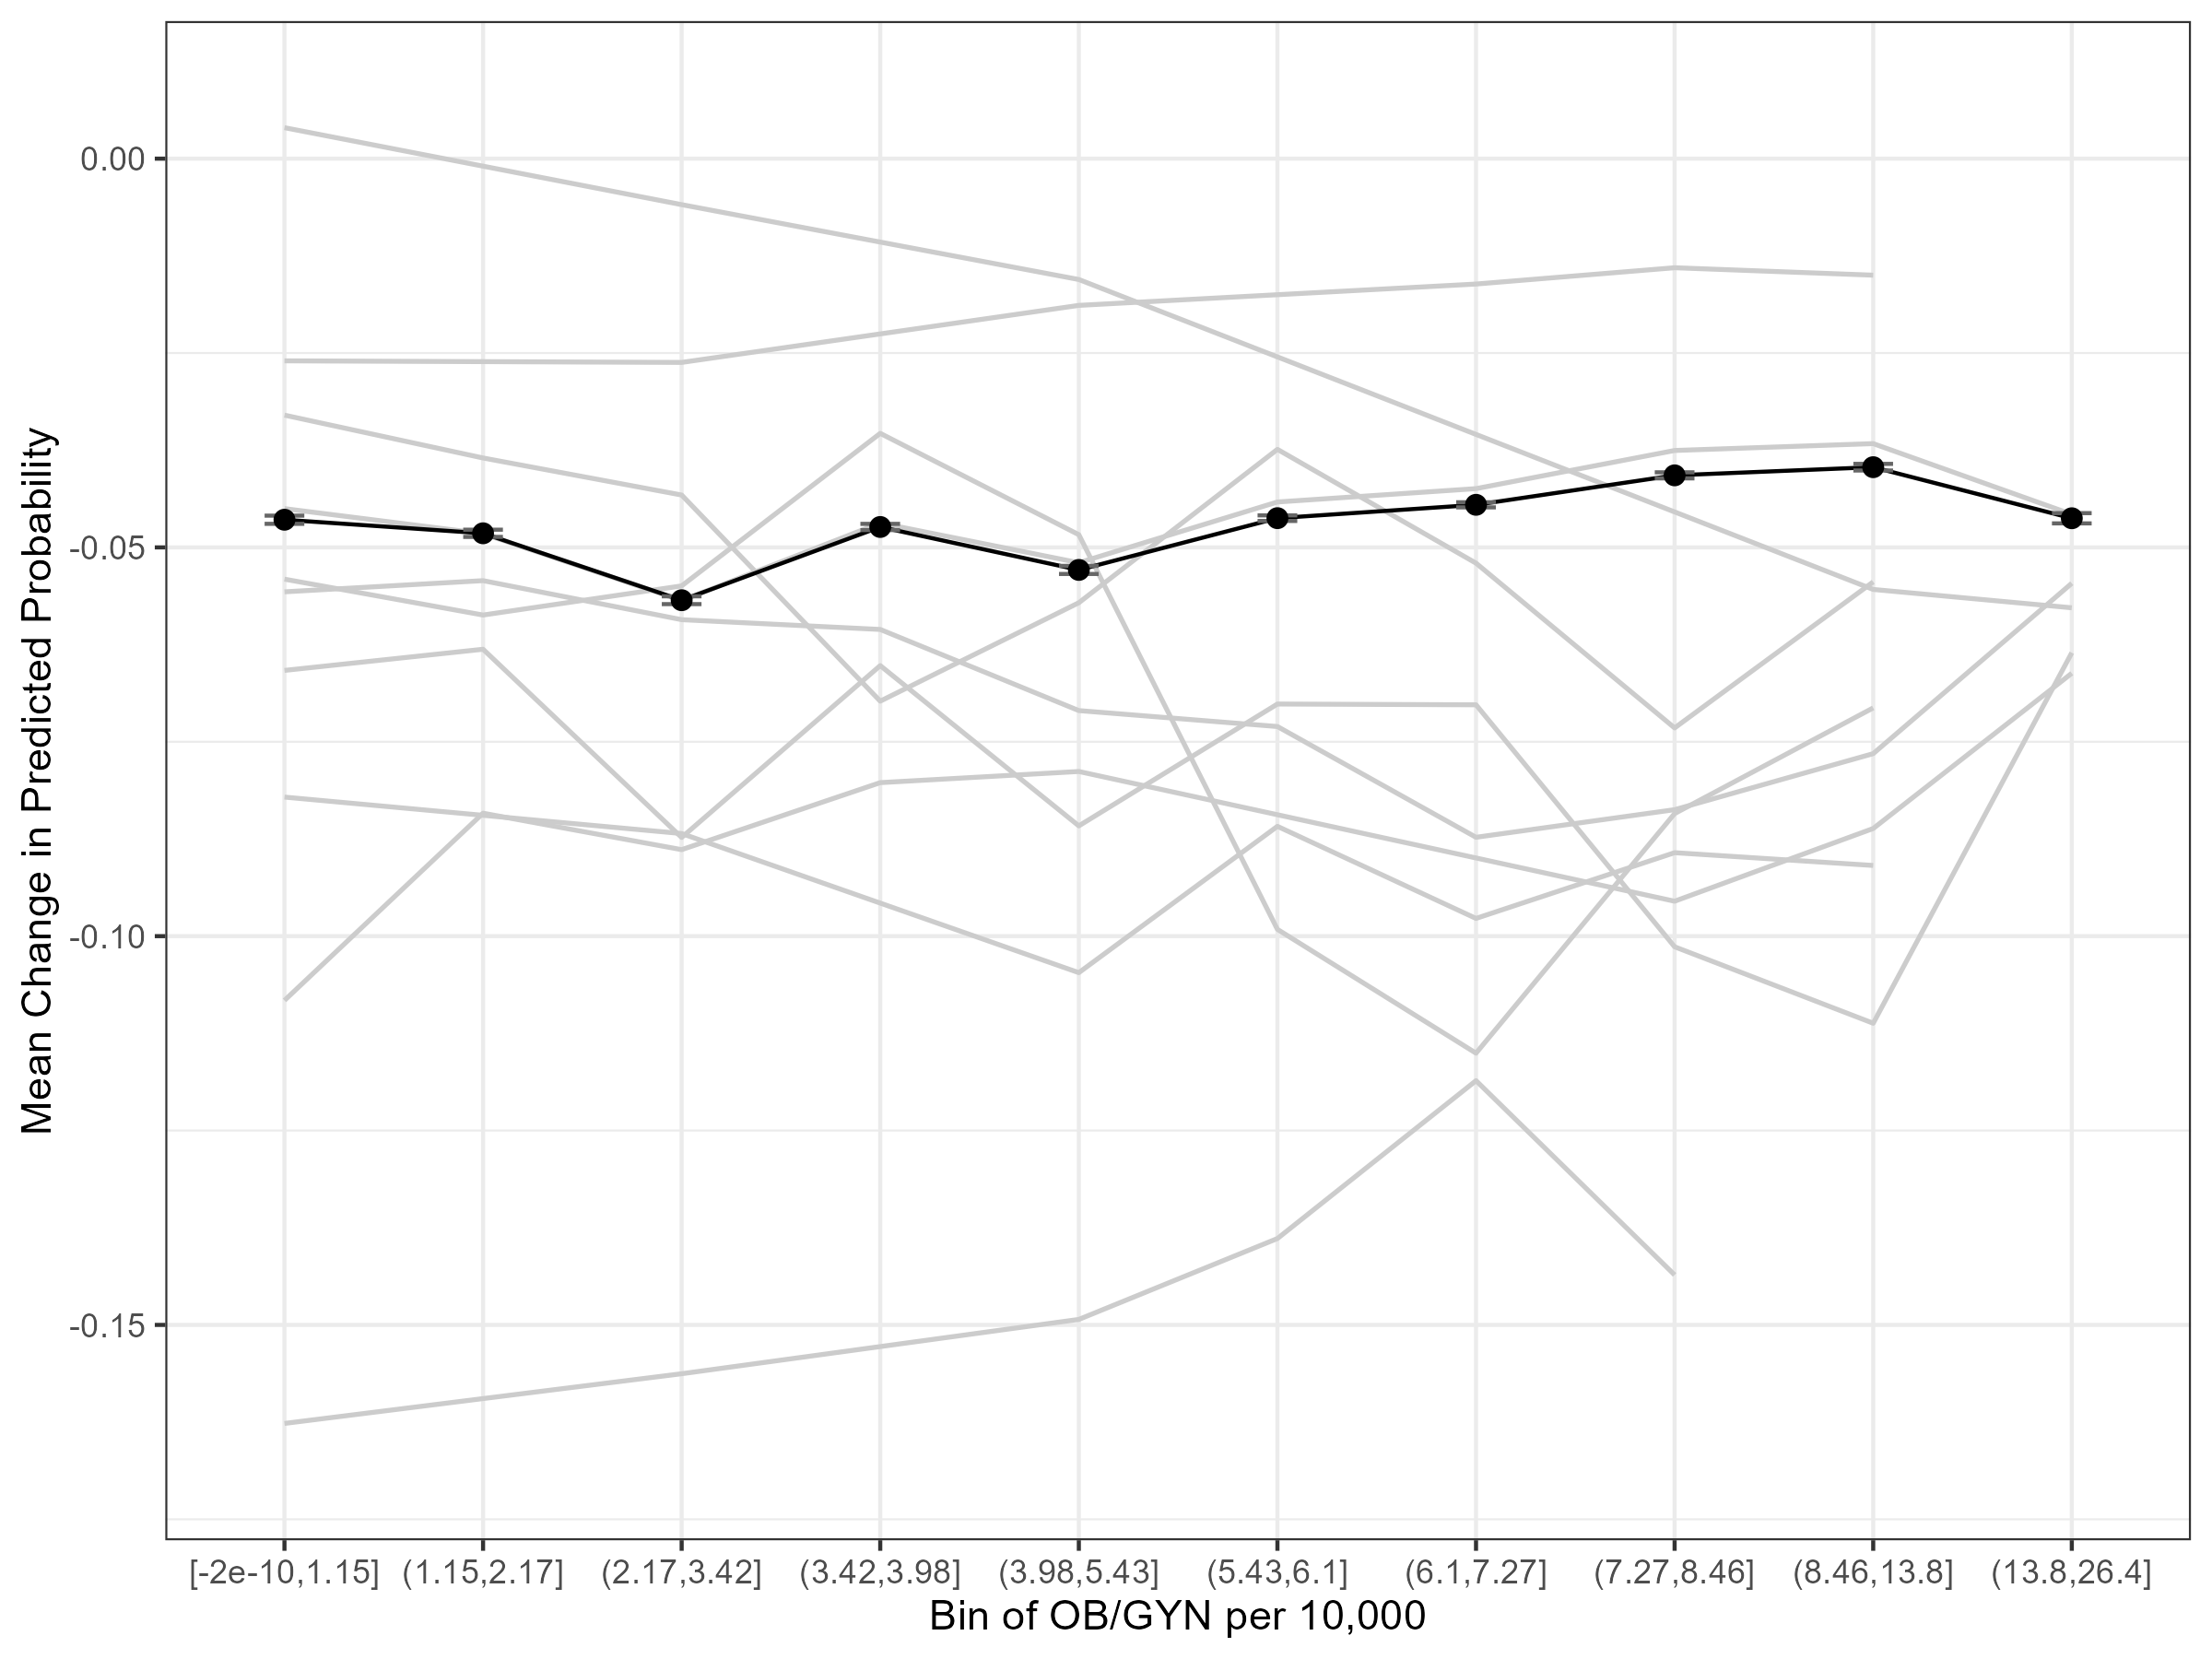 Mean Change in Predicted Probability
0.00
-0.05
-0.10
-0.15
[-2e-10,1.15] (1.15,2.17] (2.17,3.42] (3.42,3.98] (3.98,5.43] (5.43,6.1] (6.1,7.27] (7.27,8.46] (8.46,13.8] (13.8,26.4]
Bin of OB/GYN per 10,000